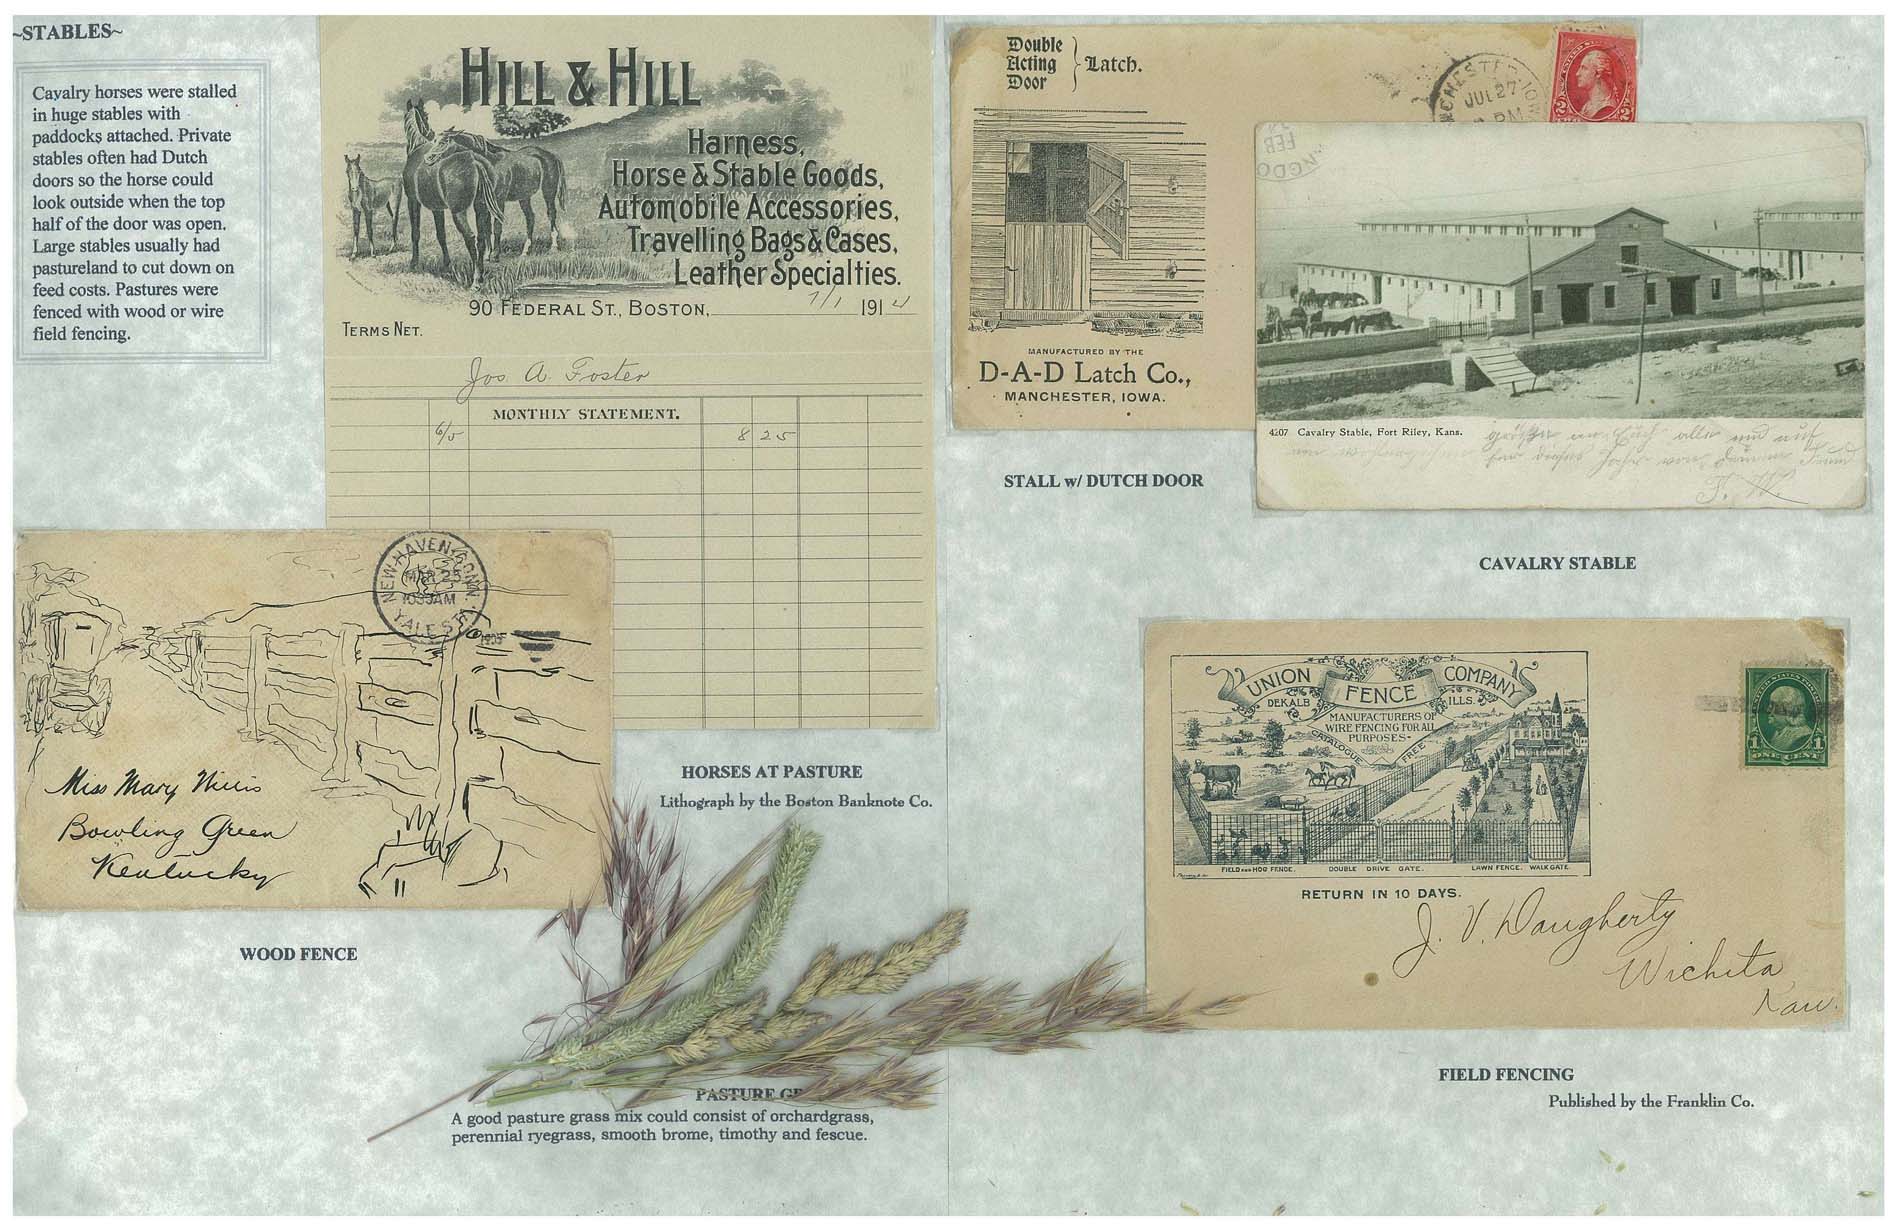 ~STABLES~
Cavalry horses were stalled
in huge stables with
paddocks attached. Private
stables often had Dutch
doors so the horse could
look outside when the top
half of the door was open.
Large stables usually had
pastureland to cut down on
feed costs. Pastures were
fenced with wood or wire
field fencing.
HILL & HILL
Harness,
Horse & Stable Goods,
Automobile Accessories,
Travelling Bags & Cases,
Leather Specialties.
90 FEDERAL ST., BOSTON, 7/1 1914
TERMS NET.
Jos. A. Foster
MONTHLY STATEMENT.
6/5 8 25
Double
Acting
Door
Latch.
MANUFACTURED BY THE
D-A-D Latch Co.,
MANCHESTER, IOWA.
JUL 27
PM
STALL w/ DUTCH DOOR
FEB
4207 Cavalry Stable, Fort Riley, Kans.
CAVALRY STABLE
NEW HAVEN, CONN.
MAR 2
1030AM
YALE STA
1905
Miss Mary Willis
Bowling Green
Kentucky
WOOD FENCE
HORSES AT PASTURE
Lithograph by the Boston Banknote Co.
UNION FENCE COMPANY
DEKALB ILLS.
MANUFACTURERS OF
WIRE FENCING FOR ALL
PURPOSES-
CATALOGUE FREE
FIELD AND HOG FENCE. DOUBLE DRIVE GATE. LAWN FENCE. WALK GATE.
RETURN IN 10 DAYS.
1 ONE CENT 1
J. V. Daugherty
Wichita
Kan.
FIELD FENCING
Published by the Franklin Co.
PASTURE
A good pasture grass mix could consist of orchardgrass,
perennial ryegrass, smooth brome, timothy and fescue.